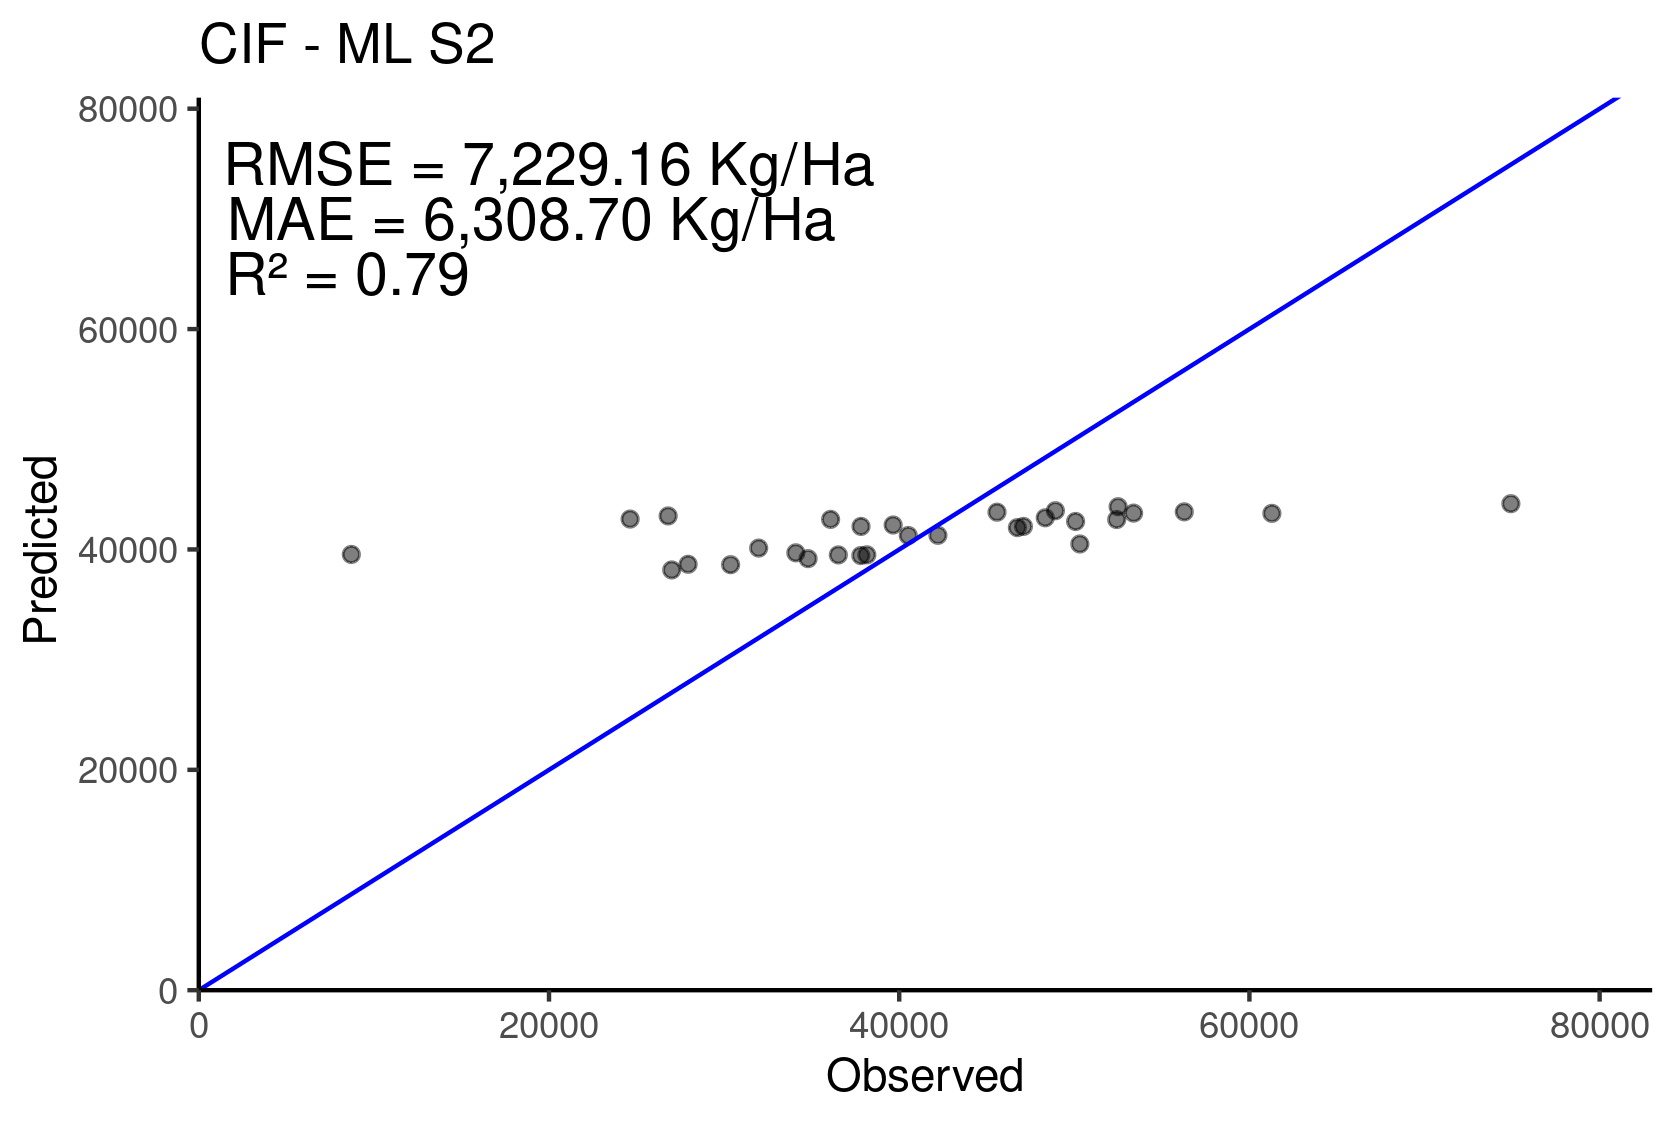 CIF - ML S2
80000
RMSE = 7,229.16 Kg/Ha
MAE = 6,308.70 Kg/Ha
R² = 0.79
60000
Predicted
40000
20000
0
0 20000 40000 60000 80000
Observed